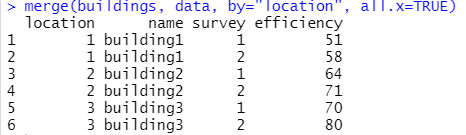 > merge(buildings, data, by="location", all.x=TRUE)
location name survey efficiency
1 1 building1 1 51
2 1 building1 2 58
3 2 building2 1 64
4 2 building2 2 71
5 3 building3 1 70
6 3 building3 2 80